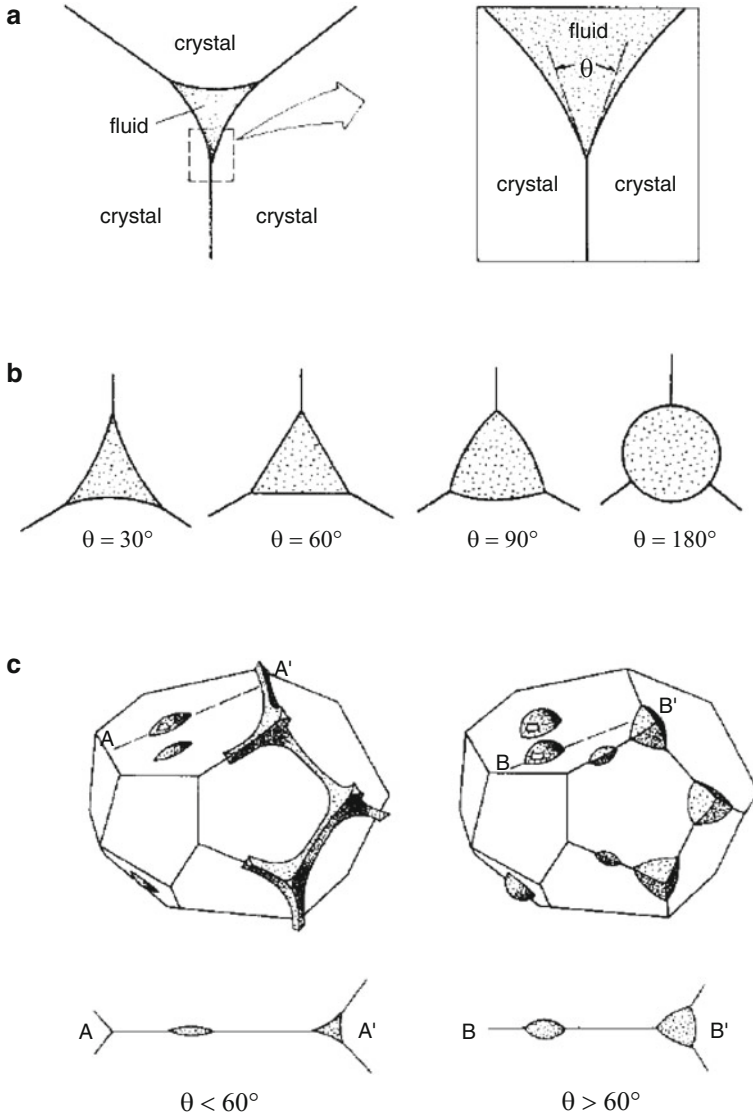 a
crystal
fluid
crystal
crystal
fluid
θ
crystal
crystal
b
θ = 30°
θ = 60°
θ = 90°
θ = 180°
c
A'
A
B'
B
A
A'
B
B'
θ < 60°
θ > 60°